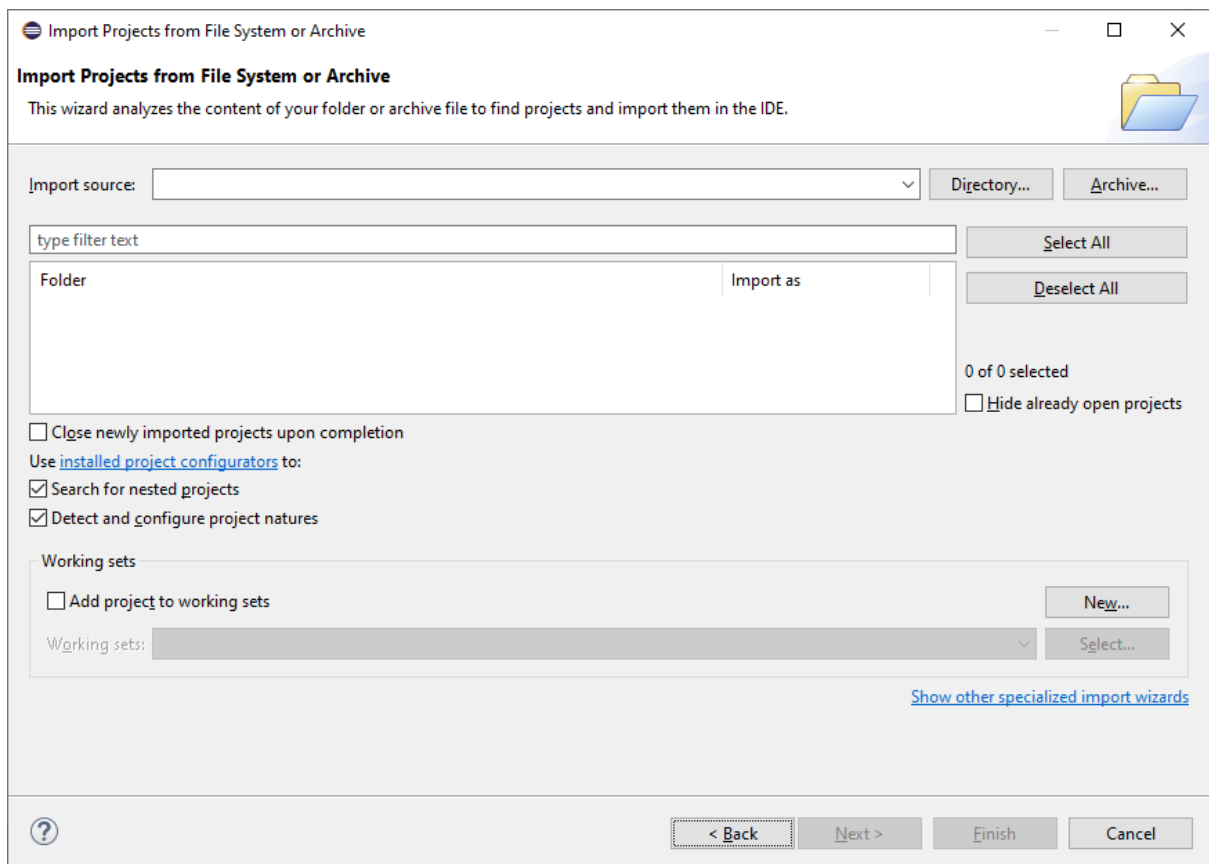 Import Projects from File System or Archive
Import Projects from File System or Archive
This wizard analyzes the content of your folder or archive file to find projects and import them in the IDE.
Import source: Directory... Archive...
type filter text Select All
Folder Import as Deselect All
0 of 0 selected
Hide already open projects
Close newly imported projects upon completion
Use installed project configurators to:
Search for nested projects
Detect and configure project natures
Working sets
Add project to working sets New...
Working sets: Select...
Show other specialized import wizards
? < Back Next > Finish Cancel